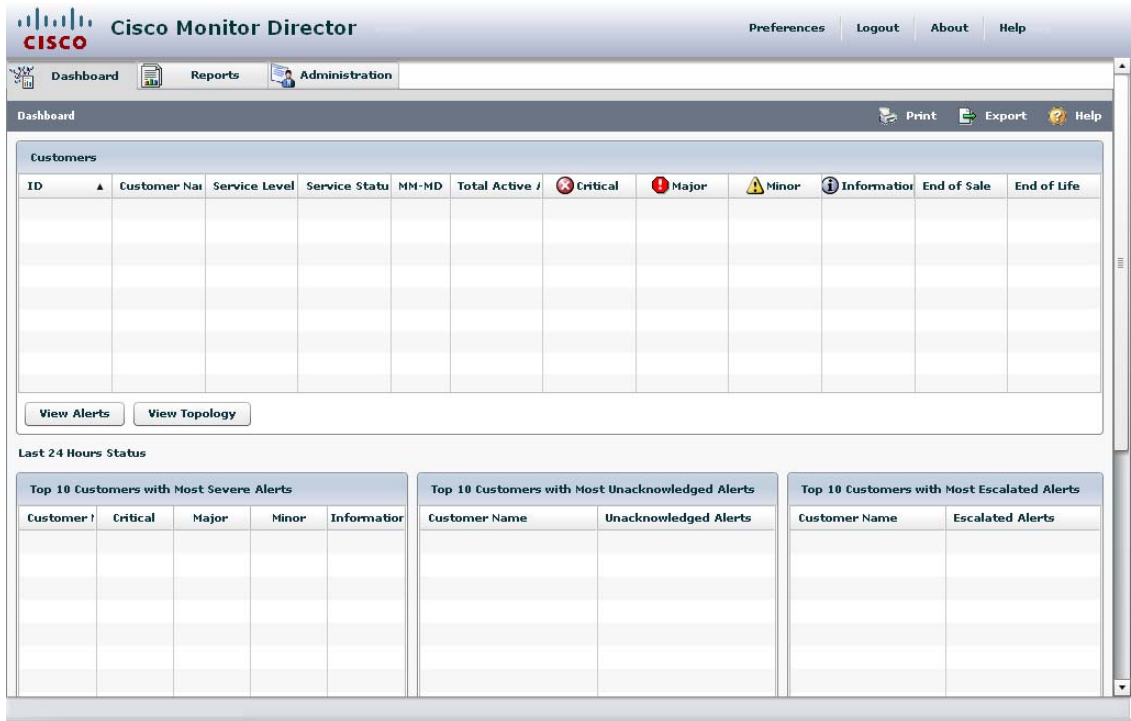 CISCO Cisco Monitor Director Preferences Logout About Help
Dashboard Reports Administration
Dashboard Print Export Help
Customers
ID Customer Nai Service Level Service Statu MM-MD Total Active Critical Major Minor Information End of Sale End of Life
View Alerts View Topology
Last 24 Hours Status
Top 10 Customers with Most Severe Alerts Top 10 Customers with Most Unacknowledged Alerts Top 10 Customers with Most Escalated Alerts
Customer Critical Major Minor Information Customer Name Unacknowledged Alerts Customer Name Escalated Alerts